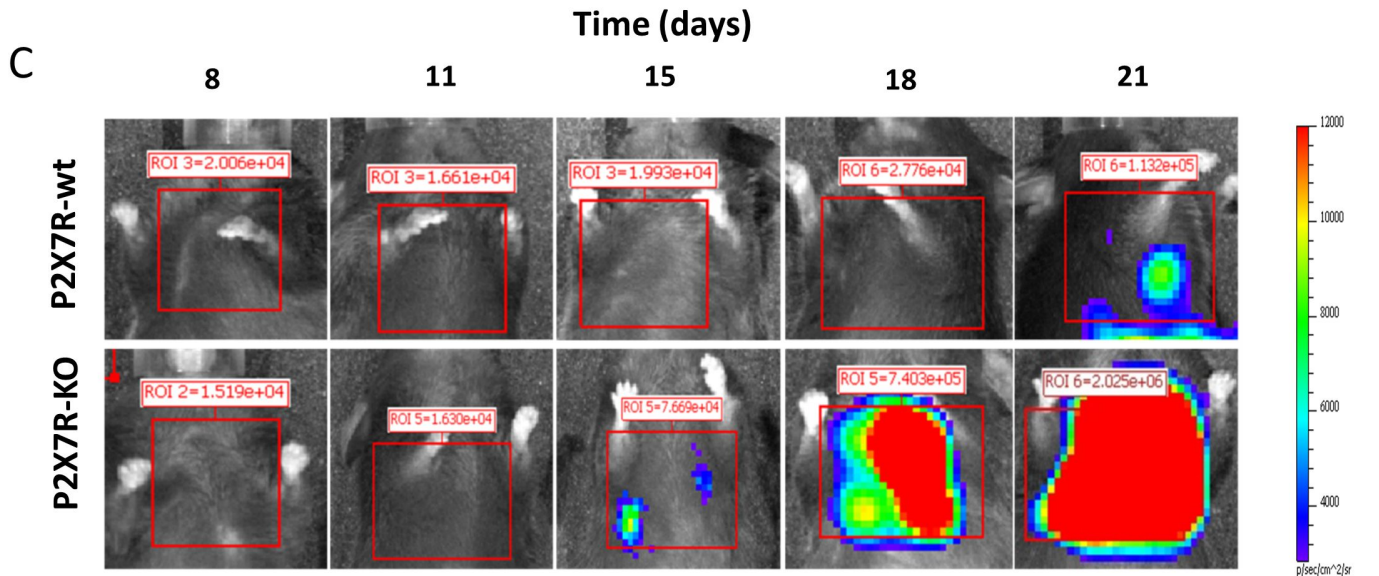 Time (days)
C
8 11 15 18 21
P2X7R-wt
ROI 3=2.006e+04
ROI 3=1.661e+04
ROI 3=1.993e+04
ROI 6=2.776e+04
ROI 6=1.132e+05
P2X7R-KO
ROI 2=1.519e+04
ROI 5=1.630e+04
ROI 5=7.669e+04
ROI 5=7.403e+05
ROI 6=2.025e+06
12000
10000
8000
6000
4000
p/sec/cm^2/sr